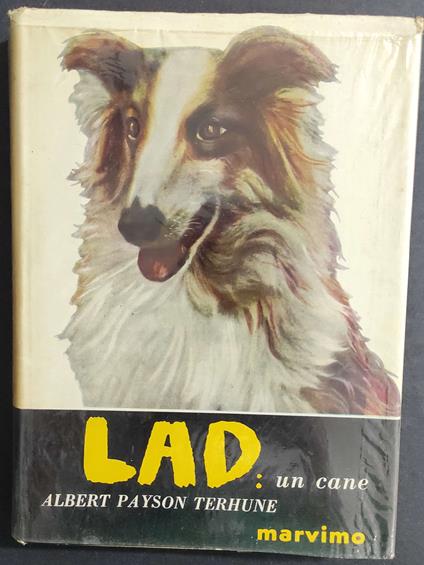 LAD: un cane
ALBERT PAYSON TERHUNE
marvimo